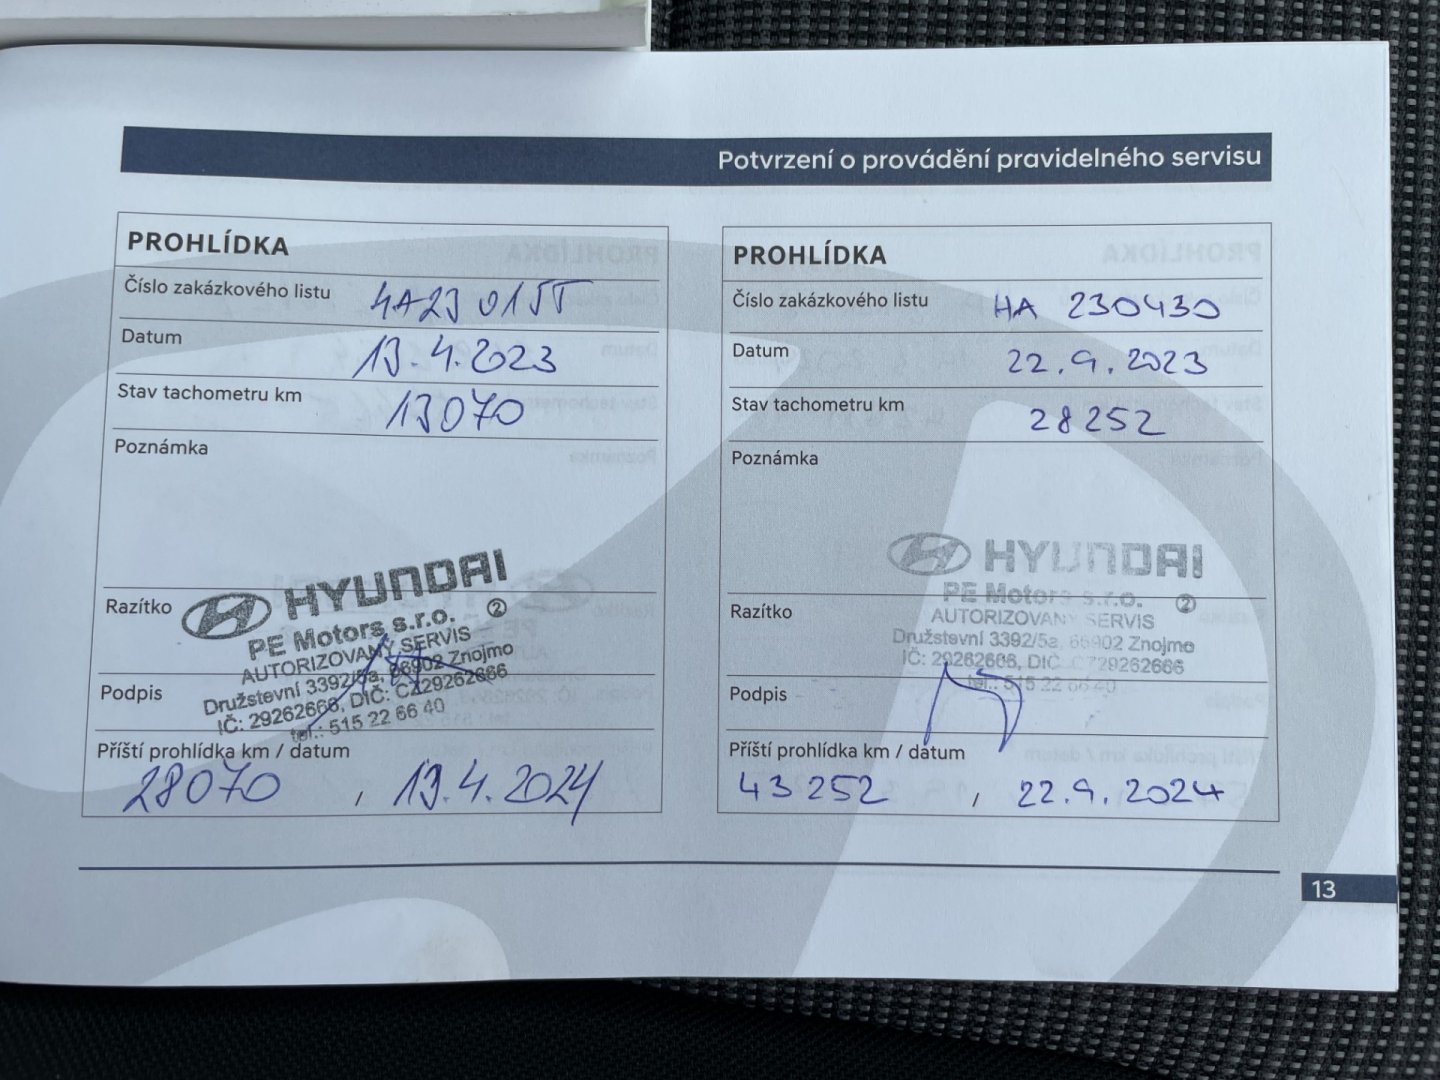 Potvrzení o provádění pravidelného servisu
PROHLÍDKA
Číslo zakázkového listu
Datum 13.4.2023
Stav tachometru km 13070
Poznámka
HYUNDAI
PE Motors s.r.o. ②
AUTORIZOVANÝ SERVIS
Razítko
Družstevní 3392/5a, 66902 Znojmo
IČ: 29262666, DIČ: CZ29262666
tel.: 515 22 66 40
Podpis
Příští prohlídka km / datum
28070 , 13.4.2024
PROHLÍDKA
Číslo zakázkového listu HA 230430
Datum 22.9.2023
Stav tachometru km 28252
Poznámka
HYUNDAI
PE Motors s.r.o. ②
Razítko
AUTORIZOVANÝ SERVIS
Družstevní 3392/5a, 66902 Znojmo
IČ: 29262666, DIČ CZ29262666
tel.: 515 22 66 40
Podpis
Příští prohlídka km / datum
43252 , 22.9.2024
13